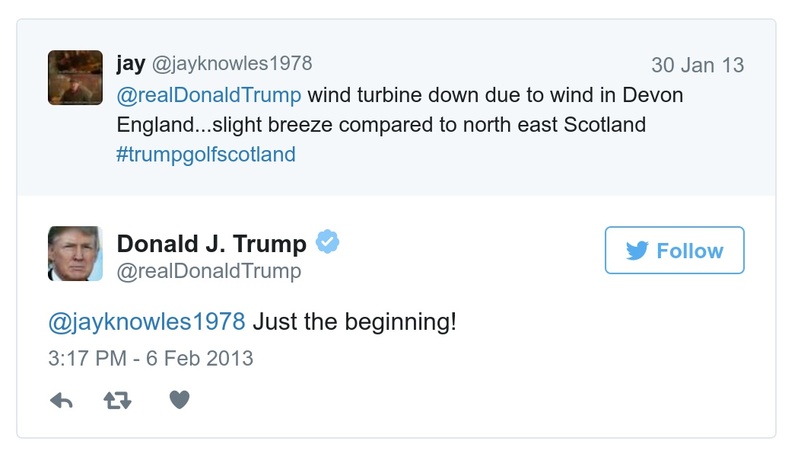 jay @jayknowles1978 30 Jan 13
@realDonaldTrump wind turbine down due to wind in Devon
England...slight breeze compared to north east Scotland
#trumpgolfscotland
Donald J. Trump
@realDonaldTrump
Follow
@jayknowles1978 Just the beginning!
3:17 PM - 6 Feb 2013